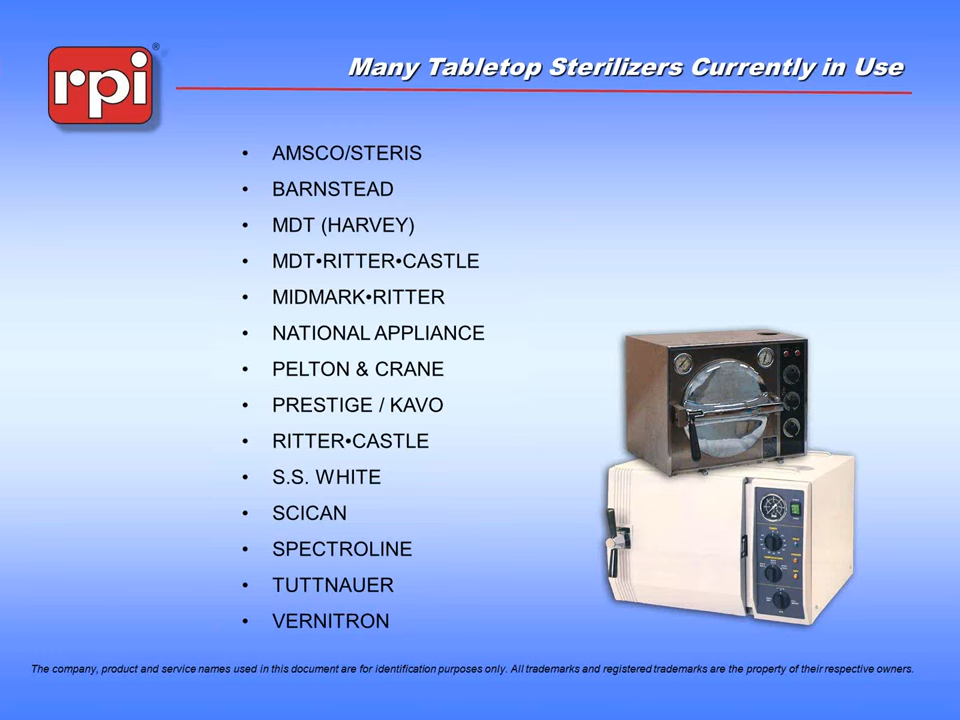 rpi®
Many Tabletop Sterilizers Currently in Use
• AMSCO/STERIS
• BARNSTEAD
• MDT (HARVEY)
• MDT•RITTER•CASTLE
• MIDMARK•RITTER
• NATIONAL APPLIANCE
• PELTON & CRANE
• PRESTIGE / KAVO
• RITTER•CASTLE
• S.S. WHITE
• SCICAN
• SPECTROLINE
• TUTTNAUER
• VERNITRON
The company, product and service names used in this document are for identification purposes only. All trademarks and registered trademarks are the property of their respective owners.